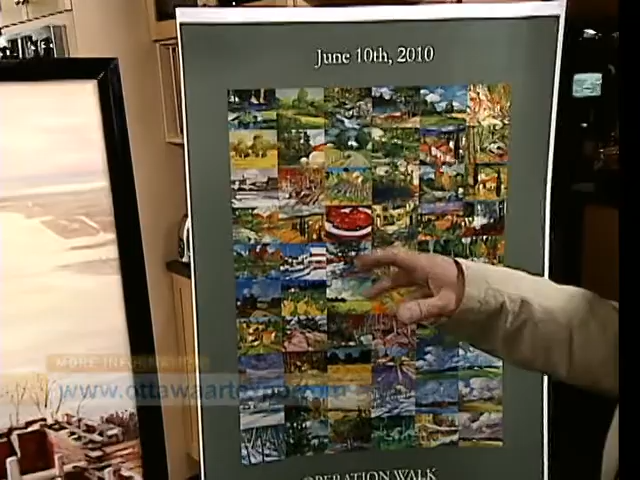 June 10th, 2010
MORE INFORMATION
www.ottawaartexpo.com
OPERATION WALK